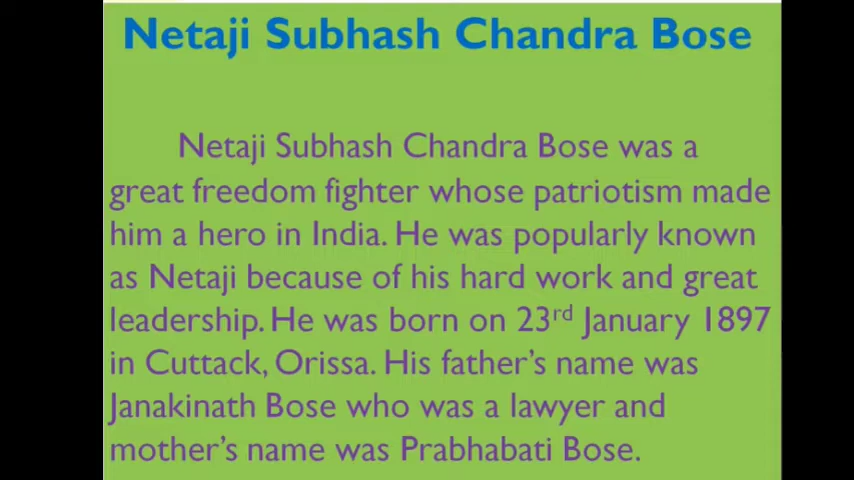 Netaji Subhash Chandra Bose
Netaji Subhash Chandra Bose was a
great freedom fighter whose patriotism made
him a hero in India. He was popularly known
as Netaji because of his hard work and great
leadership. He was born on 23rd January 1897
in Cuttack, Orissa. His father's name was
Janakinath Bose who was a lawyer and
mother's name was Prabhabati Bose.